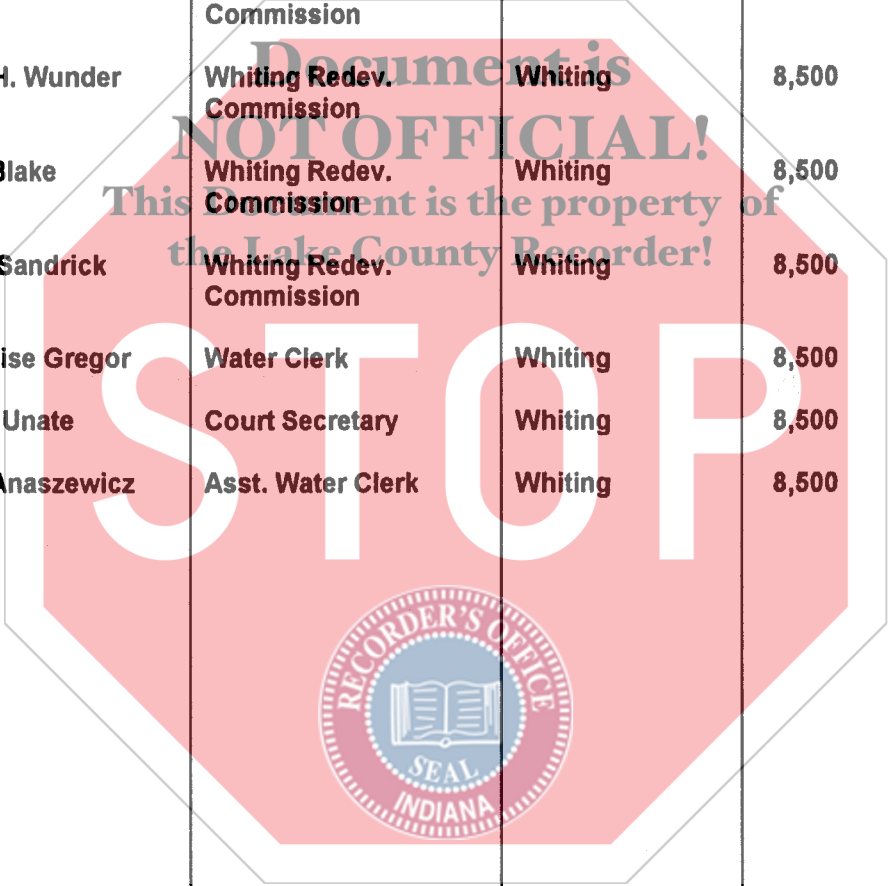 Commission
H. Wunder Whiting Redev. Whiting 8,500
Commission
Blake Whiting Redev. Whiting 8,500
Commission
Sandrick Whiting Redev. Whiting 8,500
Commission
ise Gregor Water Clerk Whiting 8,500
Unate Court Secretary Whiting 8,500
Anaszewicz Asst. Water Clerk Whiting 8,500
Document is
NOT OFFICIAL!
This Document is the property of
the Lake County Recorder!
STOP
RECORDER'S OFFICE
SEAL
INDIANA